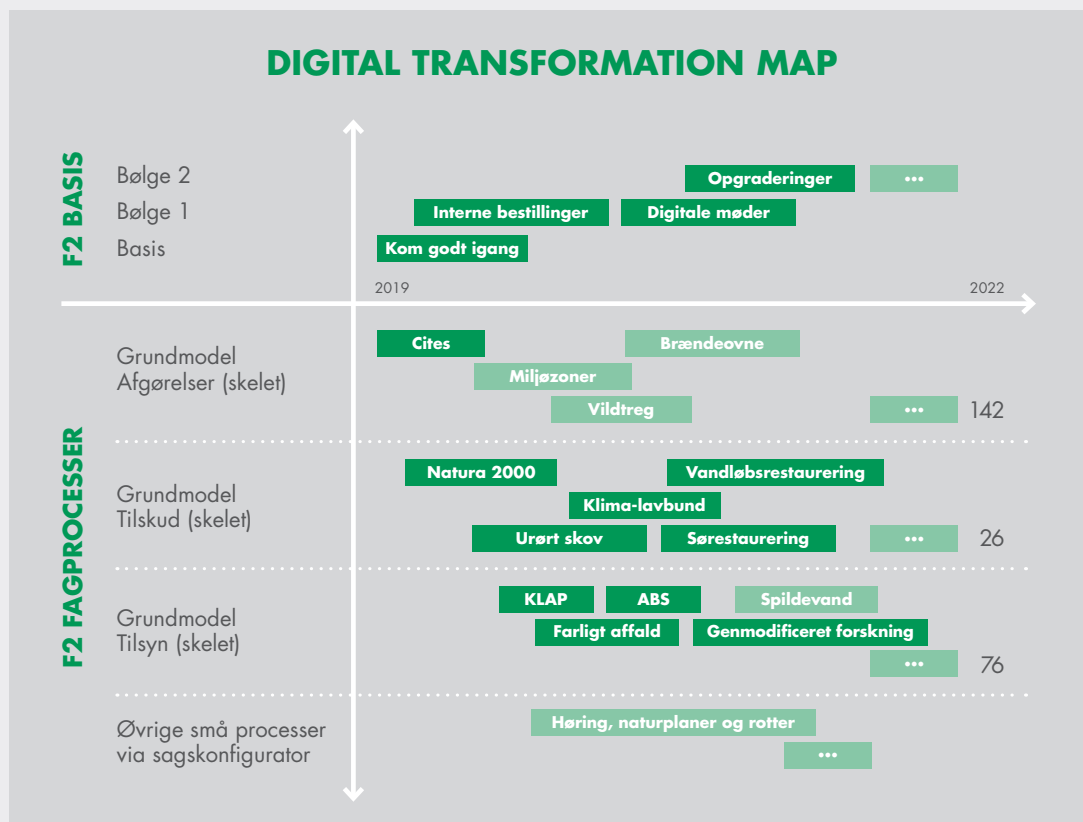 DIGITAL TRANSFORMATION MAP
F2 BASIS
Bølge 2
Opgraderinger
...
Bølge 1
Interne bestillinger
Digitale møder
Basis
Kom godt igang
2019
2022
F2 FAGPROCESSER
Grundmodel
Afgørelser (skelet)
Cites
Brændeovne
Miljøzoner
Vildtreg
...
142
Grundmodel
Tilskud (skelet)
Natura 2000
Vandløbsrestaurering
Klima-lavbund
Urørt skov
Sørestaurering
...
26
Grundmodel
Tilsyn (skelet)
KLAP
ABS
Spildevand
Farligt affald
Genmodificeret forskning
...
76
Øvrige små processer
via sagskonfigurator
Høring, naturplaner og rotter
...